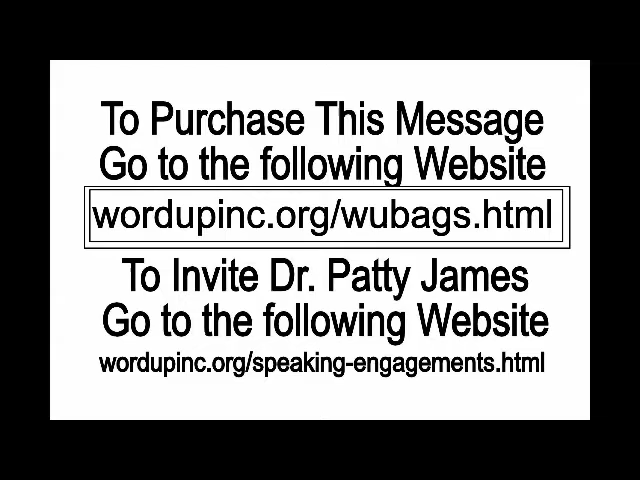 To Purchase This Message
Go to the following Website
wordupinc.org/wubags.html
To Invite Dr. Patty James
Go to the following Website
wordupinc.org/speaking-engagements.html